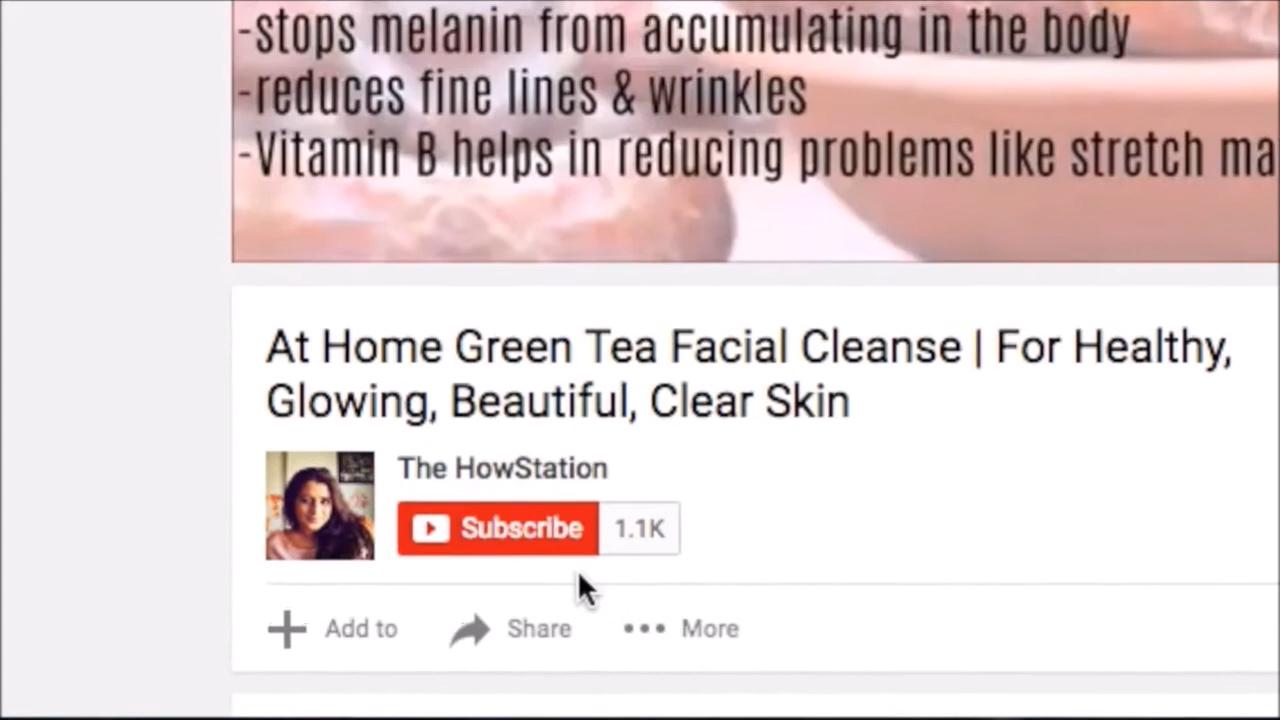 -stops melanin from accumulating in the body
-reduces fine lines & wrinkles
-Vitamin B helps in reducing problems like stretch ma
At Home Green Tea Facial Cleanse | For Healthy,
Glowing, Beautiful, Clear Skin
The HowStation
Subscribe 1.1K
Add to Share More